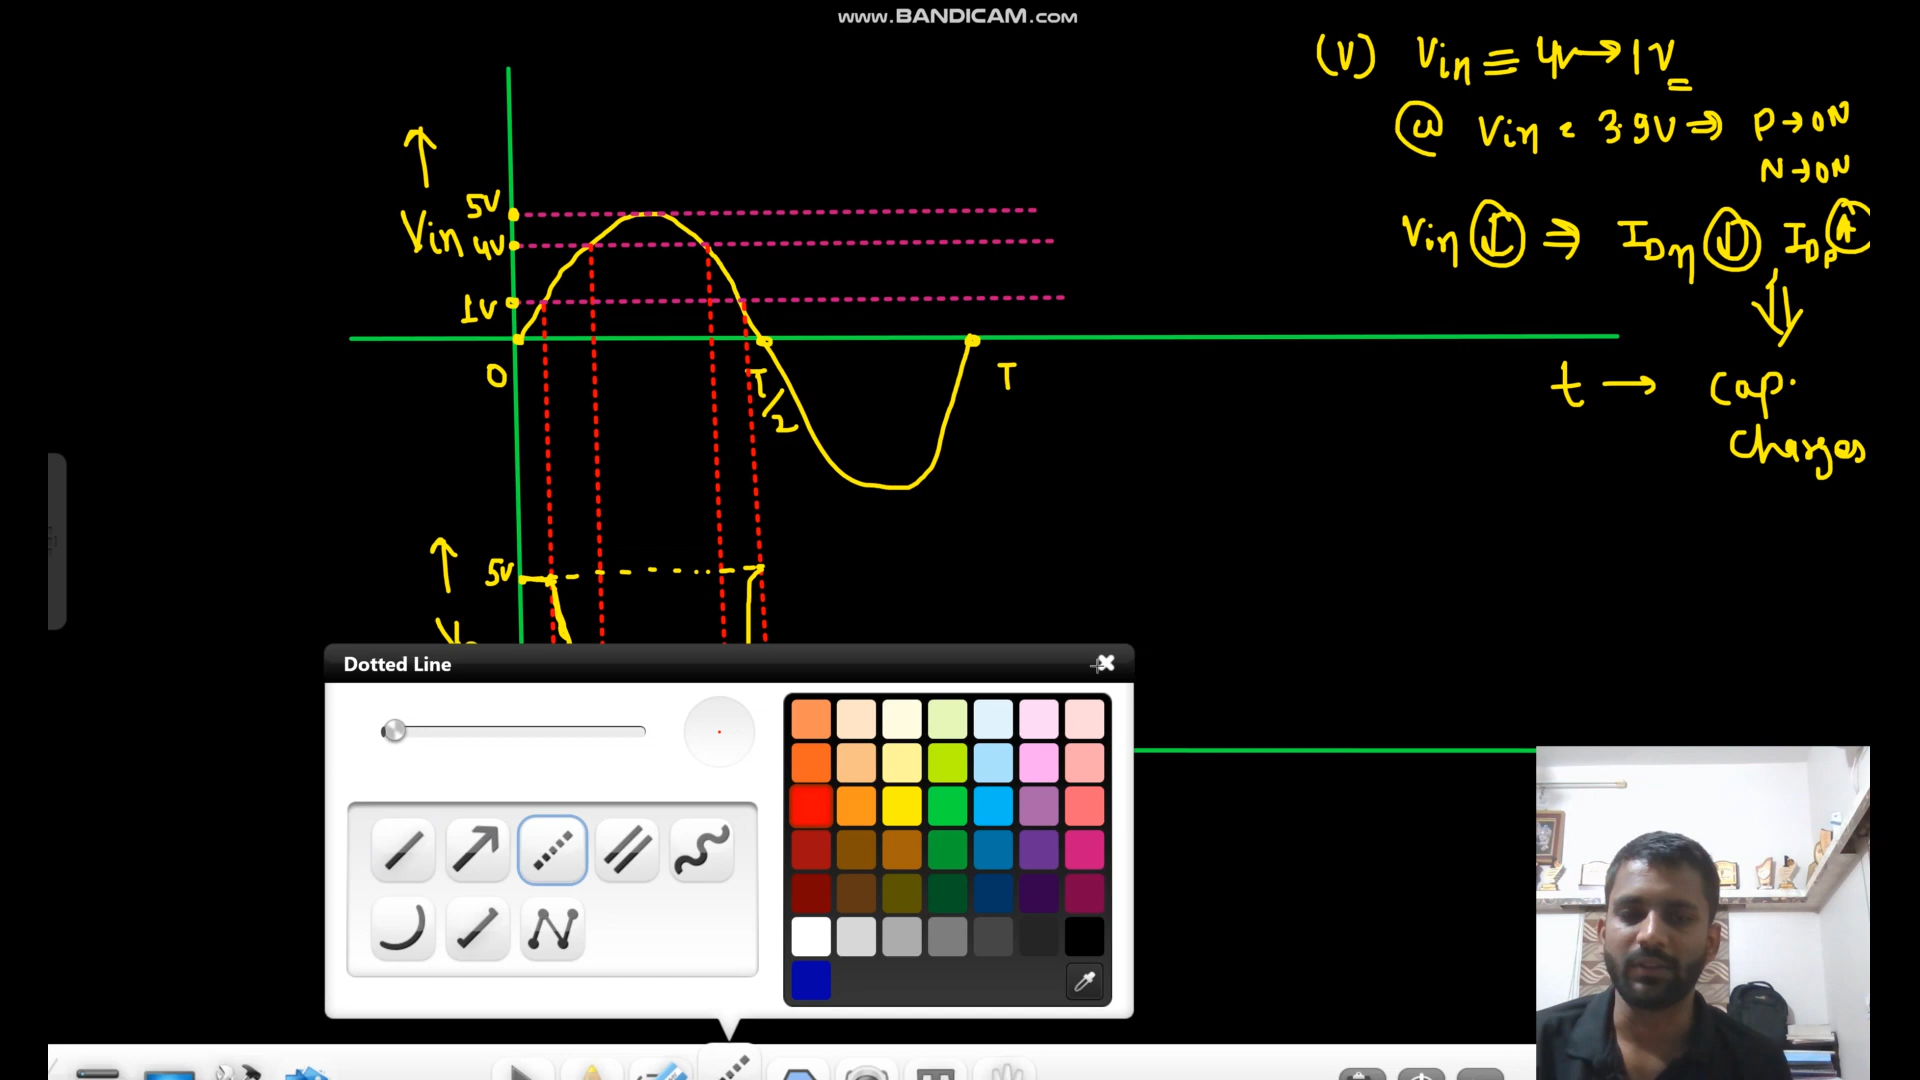 www.BANDICAM.com
(V) Vin ≡ 4V → 1V
@ Vin = 3.9V ⇒ P → ON
N → ON
Vin ↓ ⇒ IDn ↓ IDp ↑
5V
Vin 4V
1V
0
T/2
T
t → Cap. charges
5V
Dotted Line